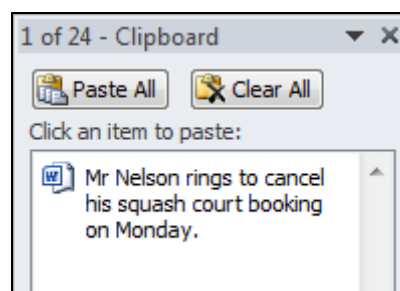 1 of 24 - Clipboard
Paste All Clear All
Click an item to paste:
Mr Nelson rings to cancel
his squash court booking
on Monday.